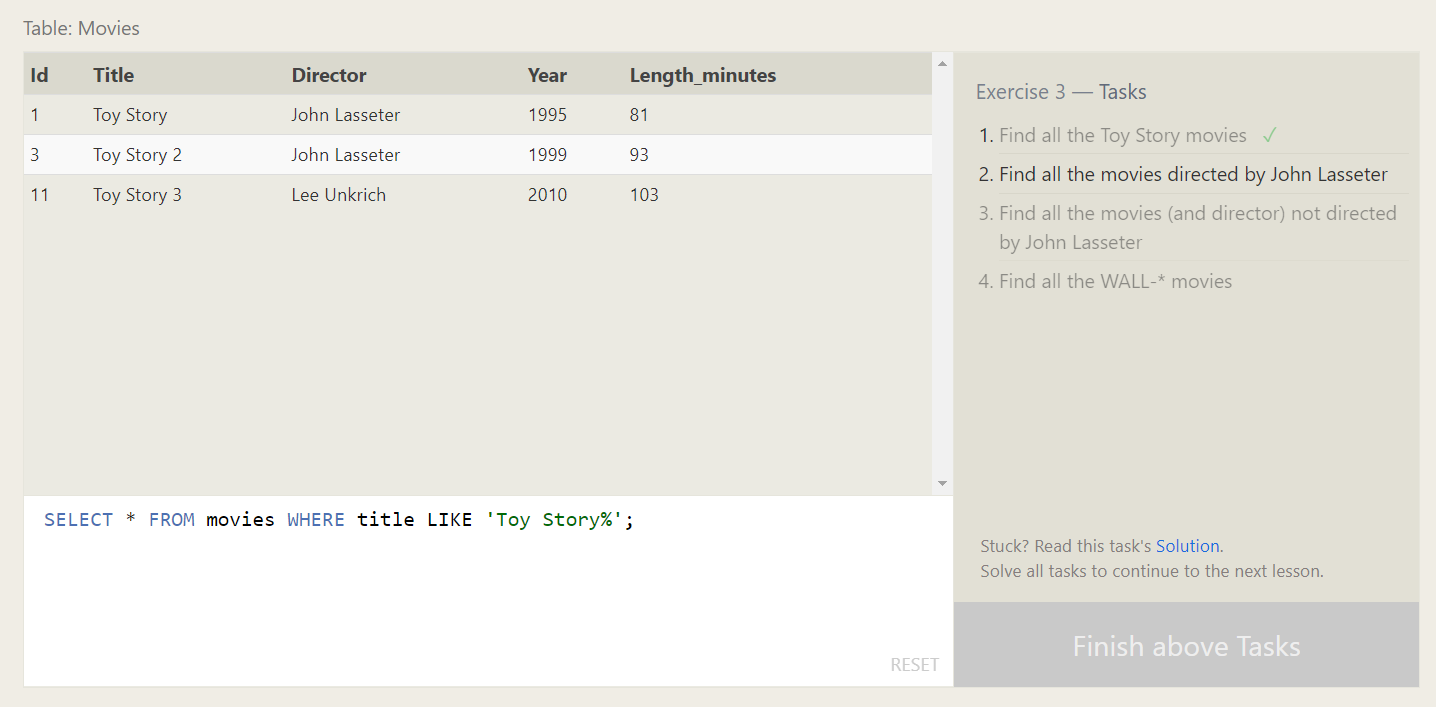 Table: Movies
Id Title Director Year Length_minutes
1 Toy Story John Lasseter 1995 81
3 Toy Story 2 John Lasseter 1999 93
11 Toy Story 3 Lee Unkrich 2010 103
SELECT * FROM movies WHERE title LIKE 'Toy Story%';
RESET
Exercise 3 — Tasks
1. Find all the Toy Story movies ✓
2. Find all the movies directed by John Lasseter
3. Find all the movies (and director) not directed
by John Lasseter
4. Find all the WALL-* movies
Stuck? Read this task's Solution.
Solve all tasks to continue to the next lesson.
Finish above Tasks